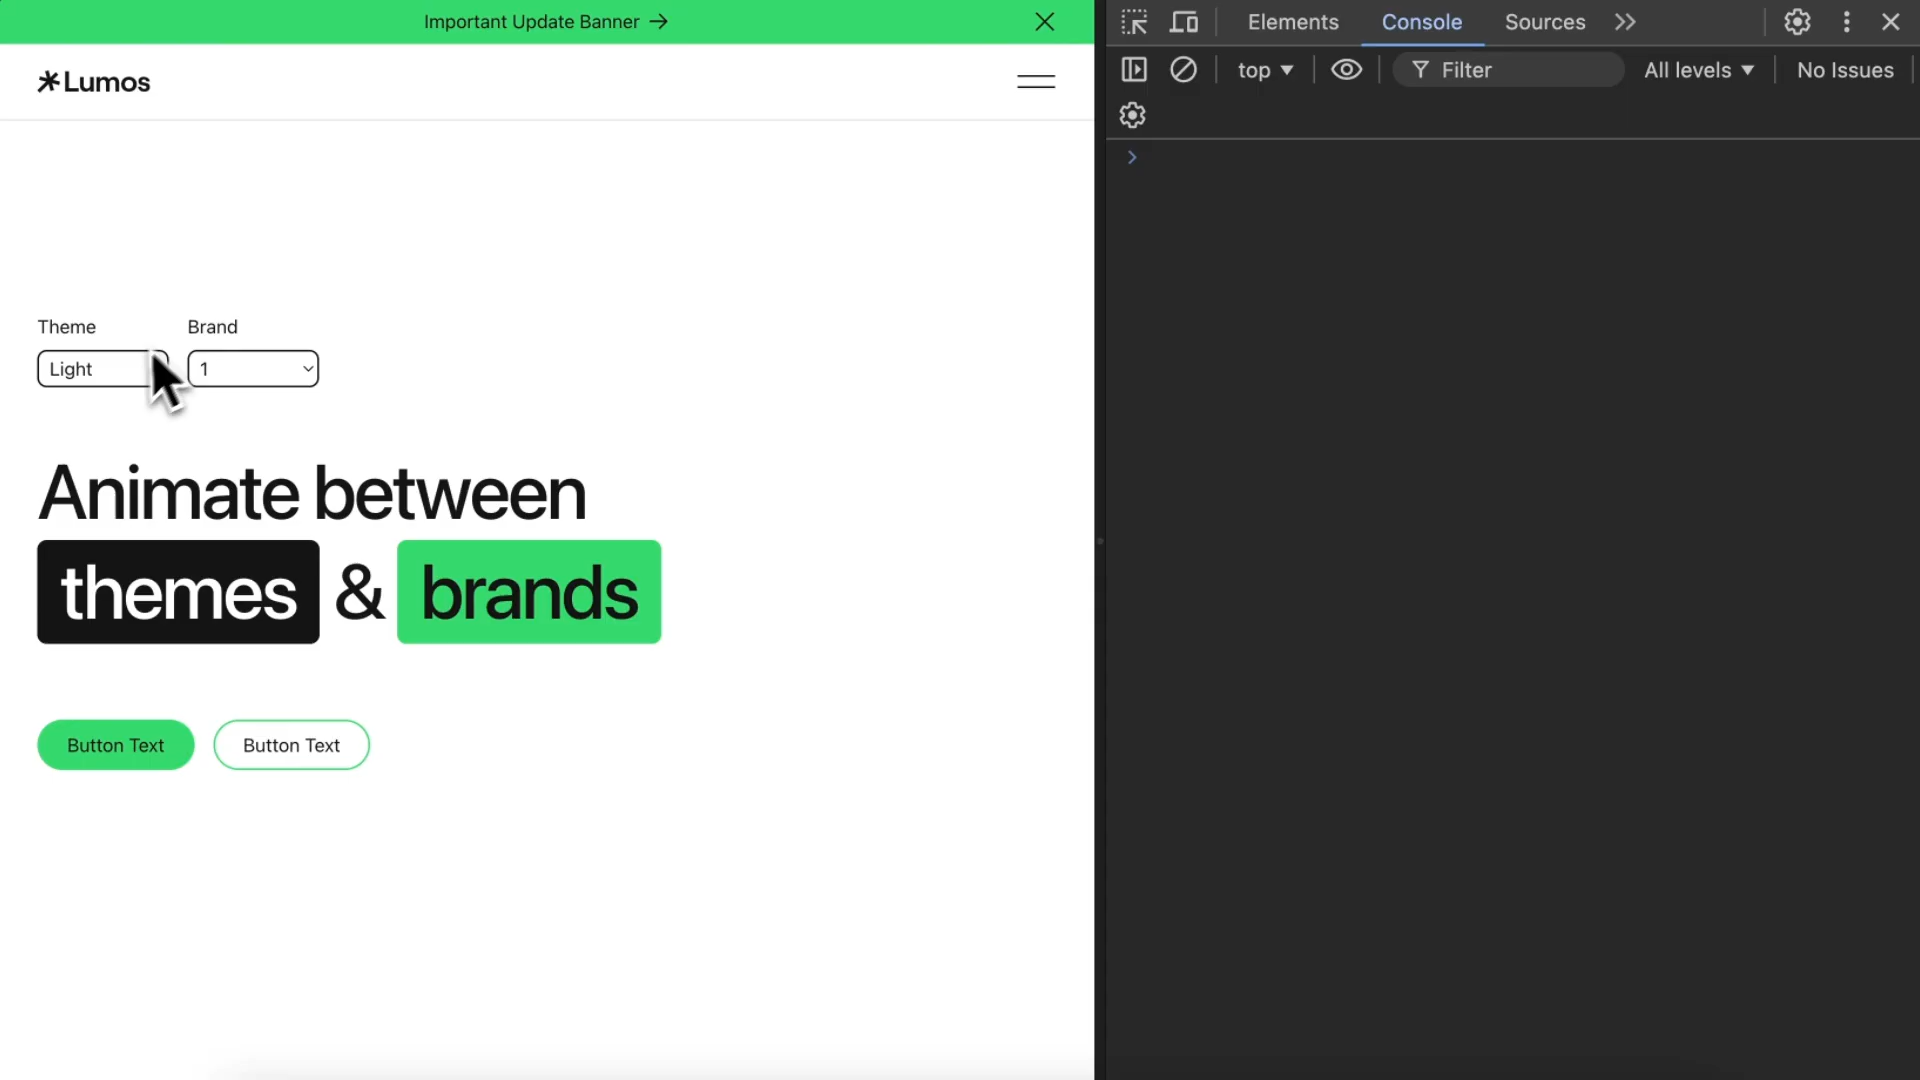 Important Update Banner →
Lumos
Theme Brand
Light 1
Animate between
themes & brands
Button Text Button Text
Elements Console Sources
top Filter All levels No Issues